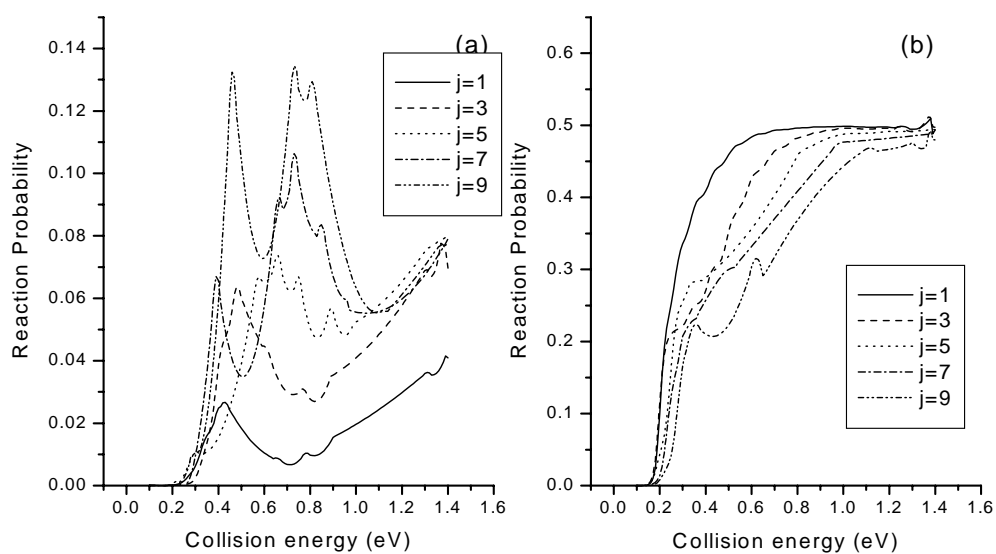 (a)
Reaction Probability
0.14
0.12
0.10
0.08
0.06
0.04
0.02
0.00
j=1
j=3
j=5
j=7
j=9
0.0 0.2 0.4 0.6 0.8 1.0 1.2 1.4 1.6
Collision energy (eV)
(b)
Reaction Probability
0.6
0.5
0.4
0.3
0.2
0.1
0.0
j=1
j=3
j=5
j=7
j=9
0.0 0.2 0.4 0.6 0.8 1.0 1.2 1.4 1.6
Collision energy (eV)